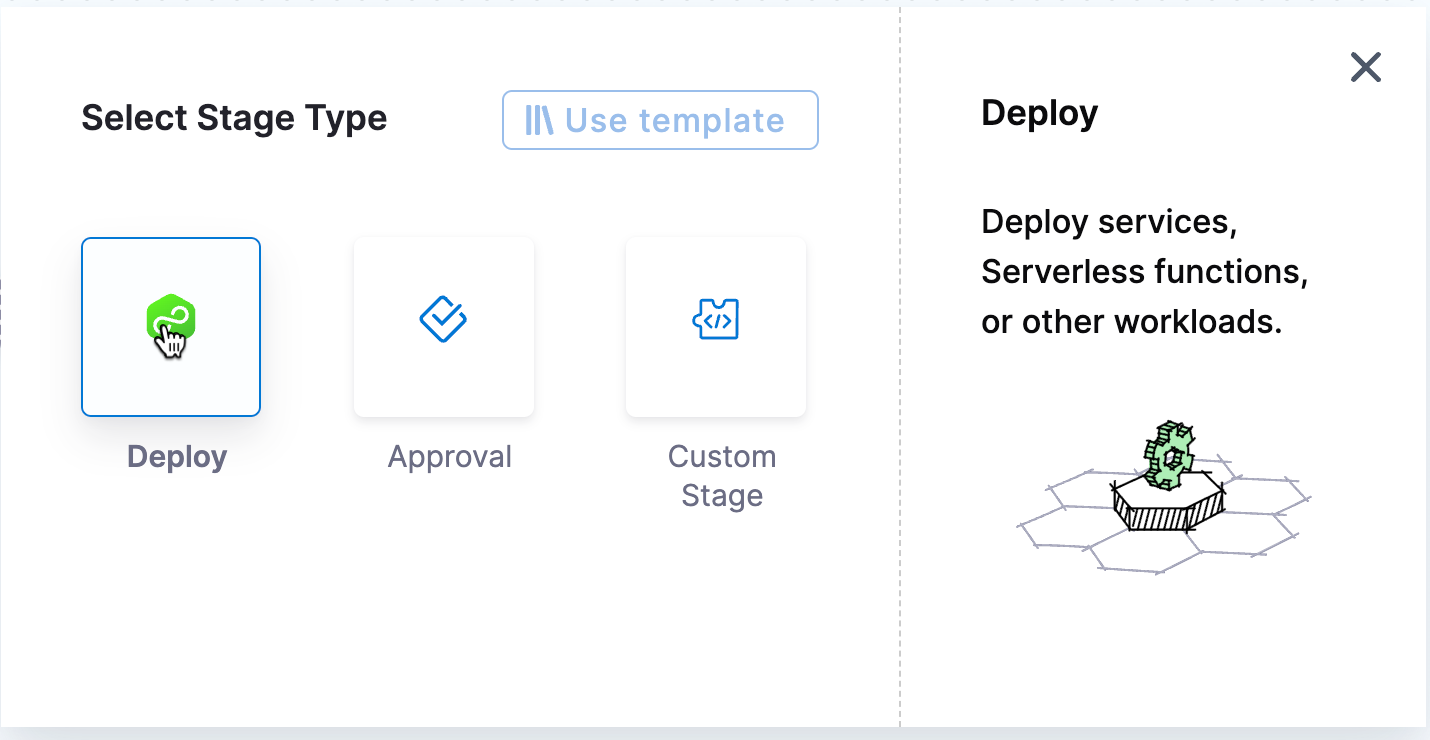 Select Stage Type
Use template
Deploy
Approval
Custom
Stage
Deploy
Deploy services,
Serverless functions,
or other workloads.